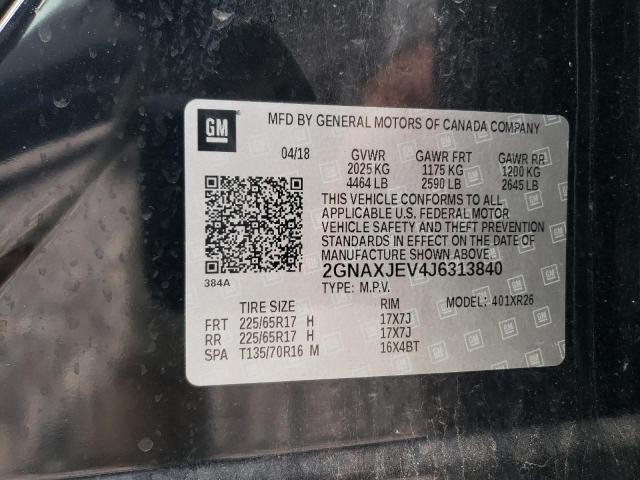 GM MFD BY GENERAL MOTORS OF CANADA COMPANY
04/18 GVWR GAWR FRT GAWR RR
2025 KG 1175 KG 1200 KG
4464 LB 2590 LB 2645 LB
THIS VEHICLE CONFORMS TO ALL
APPLICABLE U.S. FEDERAL MOTOR
VEHICLE SAFETY AND THEFT PREVENTION
STANDARDS IN EFFECT ON THE DATE OF
MANUFACTURE SHOWN ABOVE.
384A 2GNAXJEV4J6313840
TYPE: M.P.V.
TIRE SIZE RIM MODEL: 401XR26
FRT 225/65R17 H 17X7J
RR 225/65R17 H 17X7J
SPA T135/70R16 M 16X4BT